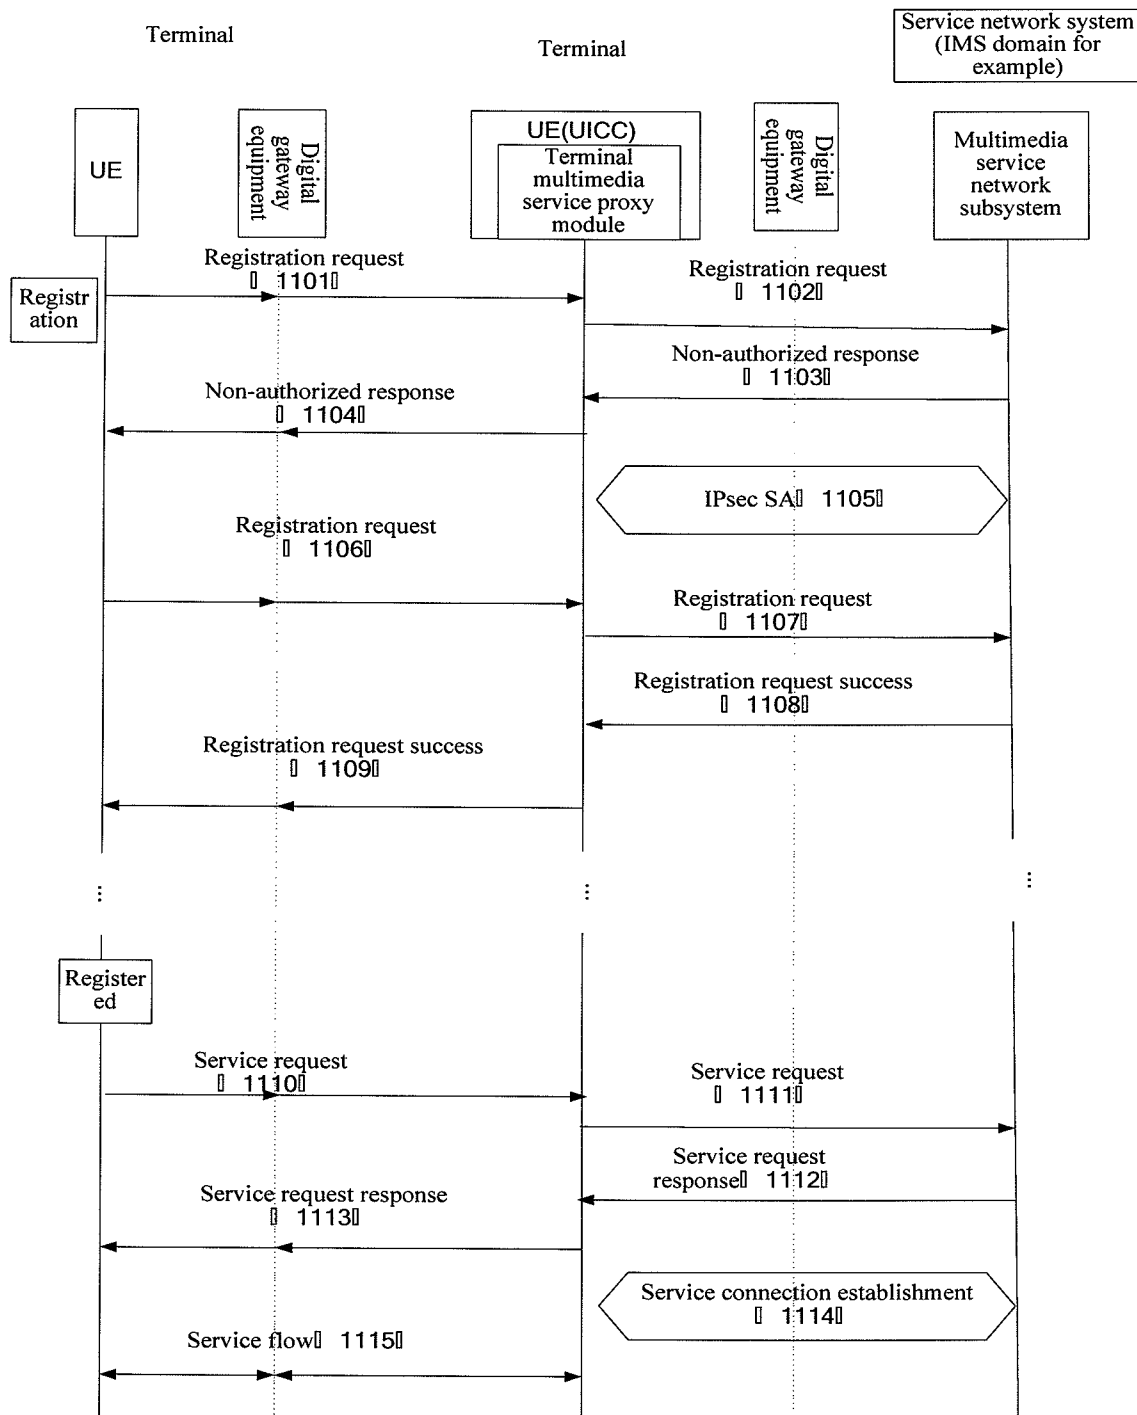 Terminal
Terminal
Service network system
(IMS domain for
example)
UE
Digital
gateway
equipment
UE(UICC)
Terminal
multimedia
service proxy
module
Digital
gateway
equipment
Multimedia
service
network
subsystem
Registr
ation
Registration request
▯ 1101▯
Registration request
▯ 1102▯
Non-authorized response
▯ 1103▯
Non-authorized response
▯ 1104▯
IPsec SA▯ 1105▯
Registration request
▯ 1106▯
Registration request
▯ 1107▯
Registration request success
▯ 1108▯
Registration request success
▯ 1109▯
...
...
...
Register
ed
Service request
▯ 1110▯
Service request
▯ 1111▯
Service request
response▯ 1112▯
Service request response
▯ 1113▯
Service connection establishment
▯ 1114▯
Service flow▯ 1115▯